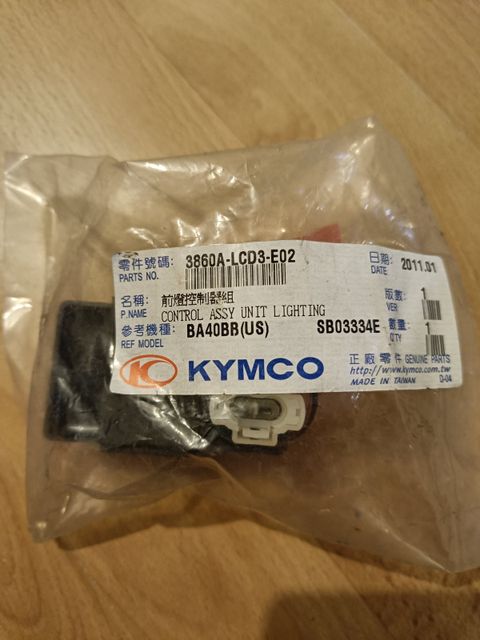 零件號碼: 3860A-LCD3-E02 日期: 2011.01
PARTS NO. DATE
名稱: 前燈控制器組 版數: 1
P.NAME CONTROL ASSY UNIT LIGHTING VER
參考機種: BA40BB(US) SB03334E 數量: 1
REF MODEL Q'TY
KYMCO 正廠零件 GENUINE PARTS
http://www.kymco.com.tw
MADE IN TAIWAN D-04